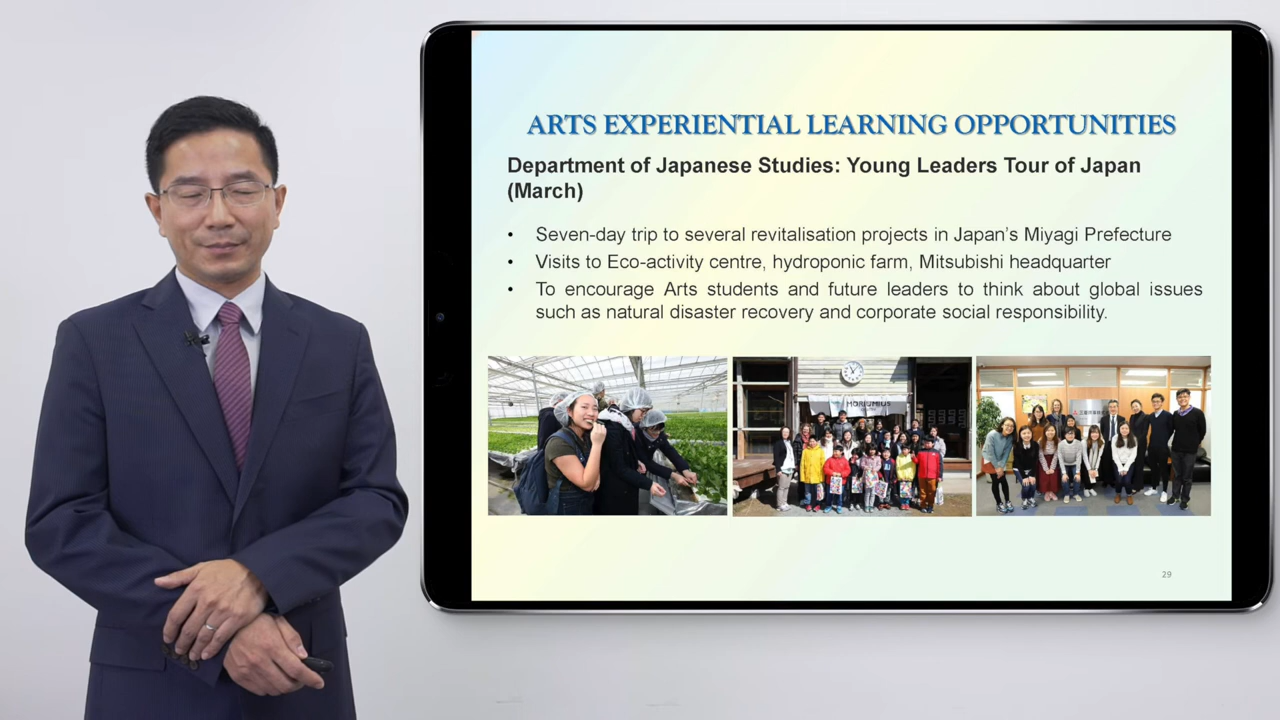 ARTS EXPERIENTIAL LEARNING OPPORTUNITIES
Department of Japanese Studies: Young Leaders Tour of Japan
(March)
• Seven-day trip to several revitalisation projects in Japan's Miyagi Prefecture
• Visits to Eco-activity centre, hydroponic farm, Mitsubishi headquarter
• To encourage Arts students and future leaders to think about global issues
such as natural disaster recovery and corporate social responsibility.
MORIUMIUS
29